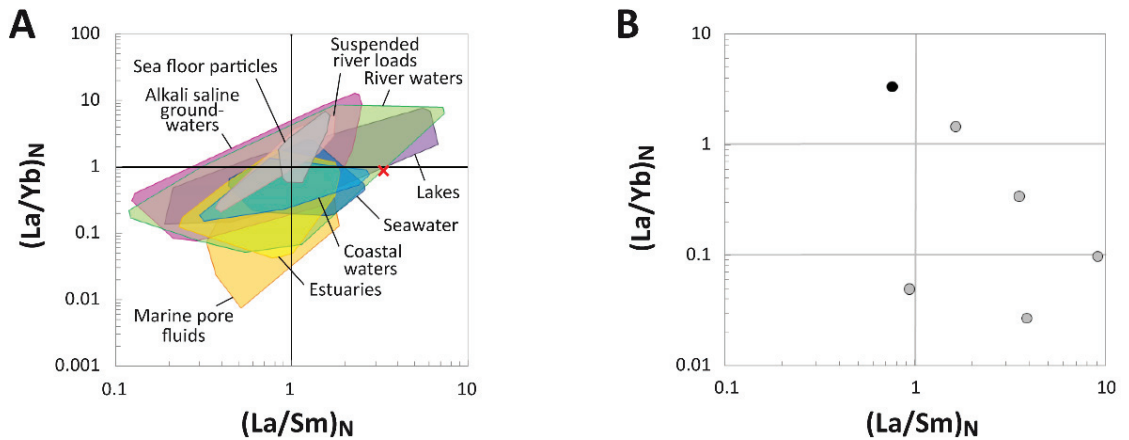 A
(La/Yb)N
100
10
1
0.1
0.01
0.001
Sea floor particles
Suspended
river loads
River waters
Alkali saline
ground-
waters
Lakes
Seawater
Coastal
waters
Estuaries
Marine pore
fluids
0.1
1
10
(La/Sm)N
B
(La/Yb)N
10
1
0.1
0.01
0.1
1
10
(La/Sm)N